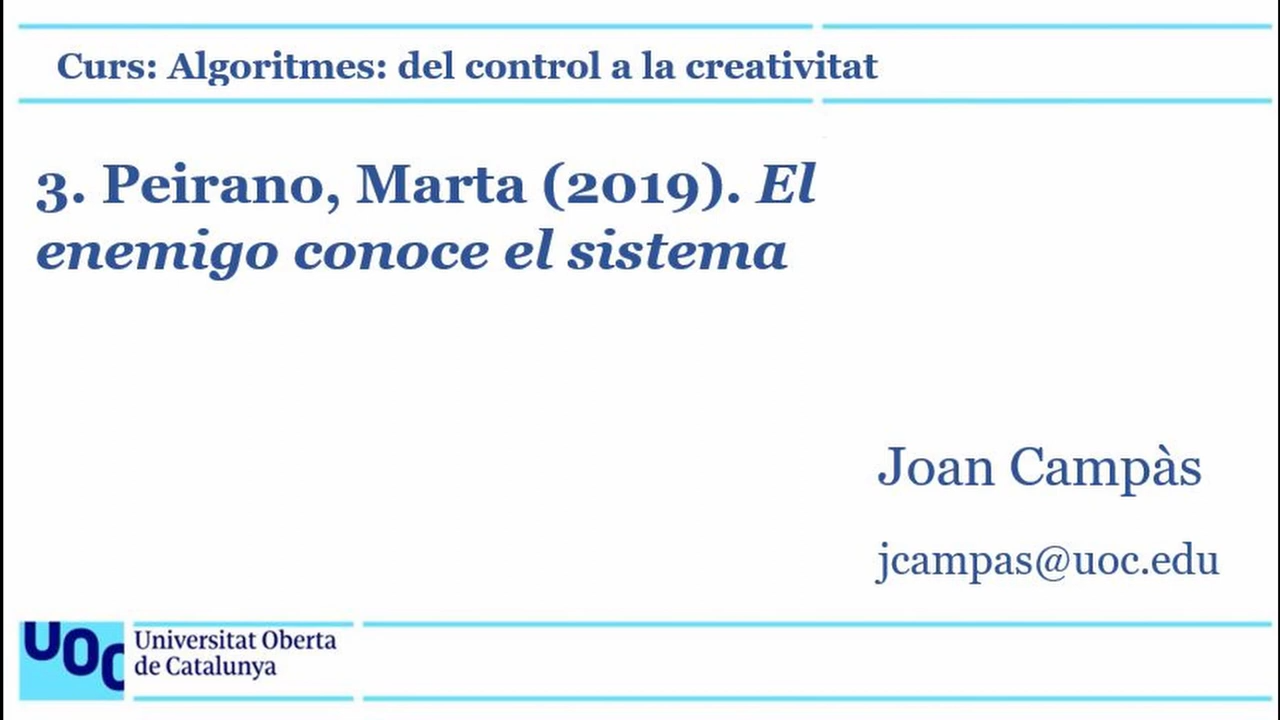 Curs: Algoritmes: del control a la creativitat
3. Peirano, Marta (2019). El
enemigo conoce el sistema
Joan Campàs
jcampas@uoc.edu
UOC
Universitat Oberta
de Catalunya